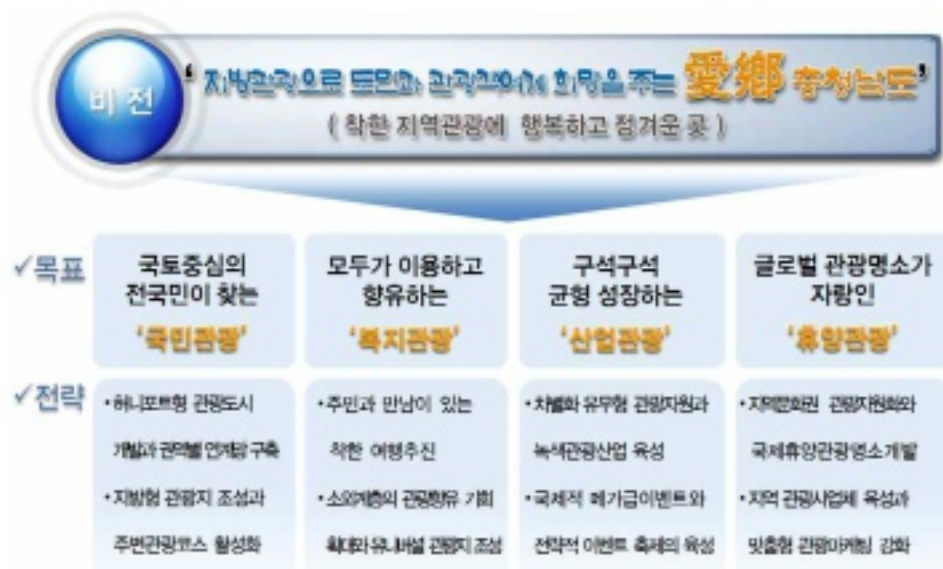 비 전
' 지방관광으로 도민과 관광객에게 희망을 주는 愛鄕 충청남도'
( 착한 지역관광에 행복하고 정겨운 곳 )
✓목표
국토중심의
전국민이 찾는
'국민관광'
모두가 이용하고
향유하는
'복지관광'
구석구석
균형 성장하는
'산업관광'
글로벌 관광명소가
자랑인
'휴양관광'
✓전략
• 허니포트형 관광도시
개발과 권역별 연계망 구축
• 지방형 관광지 조성과
주변관광코스 활성화
• 주민과 만남이 있는
착한 여행추진
• 소외계층의 관광향유 기회
확대와 유니버설 관광지 조성
• 차별화 유무형 관광자원과
녹색관광산업 육성
• 국제적 메가급이벤트와
전략적 이벤트 축제의 육성
• 지역문화권 관광자원화와
국제휴양관광명소개발
• 지역 관광사업체 육성과
맞춤형 관광마케팅 강화